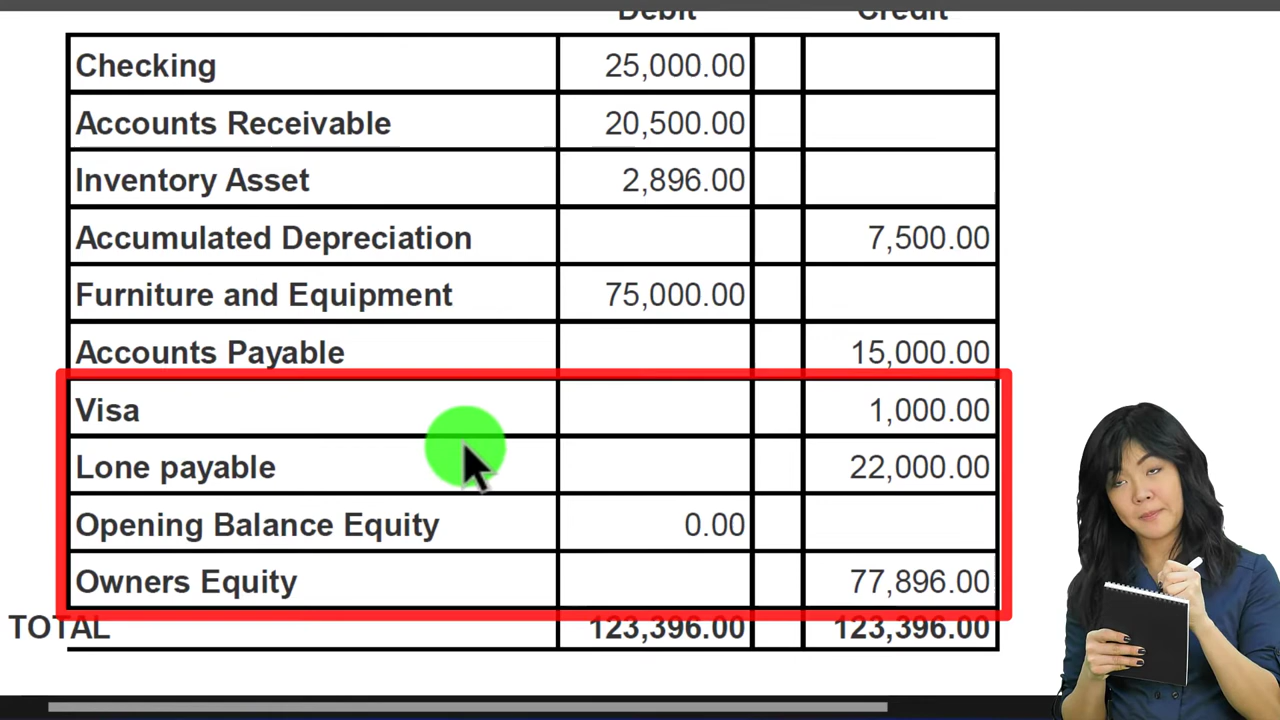 Debit Credit
Checking 25,000.00
Accounts Receivable 20,500.00
Inventory Asset 2,896.00
Accumulated Depreciation 7,500.00
Furniture and Equipment 75,000.00
Accounts Payable 15,000.00
Visa 1,000.00
Lone payable 22,000.00
Opening Balance Equity 0.00
Owners Equity 77,896.00
TOTAL 123,396.00 123,396.00